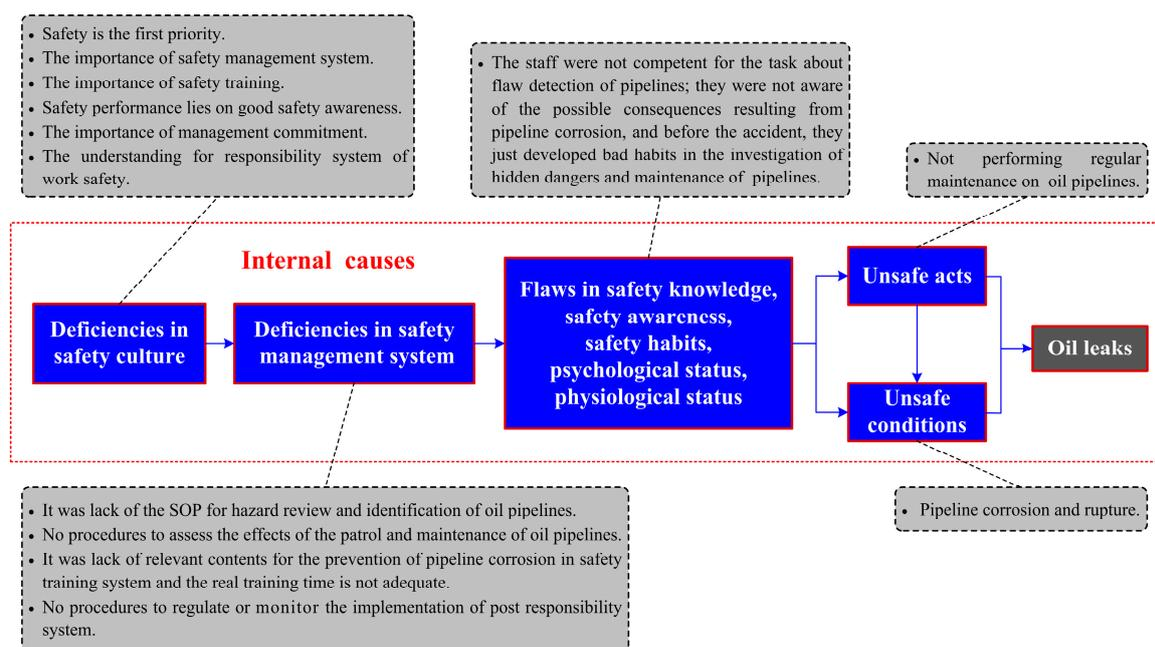 • Safety is the first priority.
• The importance of safety management system.
• The importance of safety training.
• Safety performance lies on good safety awareness.
• The importance of management commitment.
• The understanding for responsibility system of
work safety.
• The staff were not competent for the task about
flaw detection of pipelines; they were not aware
of the possible consequences resulting from
pipeline corrosion, and before the accident, they
just developed bad habits in the investigation of
hidden dangers and maintenance of pipelines.
• Not performing regular
maintenance on oil pipelines.
Internal causes
Deficiencies in
safety culture
Deficiencies in safety
management system
Flaws in safety knowledge,
safety awareness,
safety habits,
psychological status,
physiological status
Unsafe acts
Unsafe
conditions
Oil leaks
• It was lack of the SOP for hazard review and identification of oil pipelines.
• No procedures to assess the effects of the patrol and maintenance of oil pipelines.
• It was lack of relevant contents for the prevention of pipeline corrosion in safety
training system and the real training time is not adequate.
• No procedures to regulate or monitor the implementation of post responsibility
system.
• Pipeline corrosion and rupture.